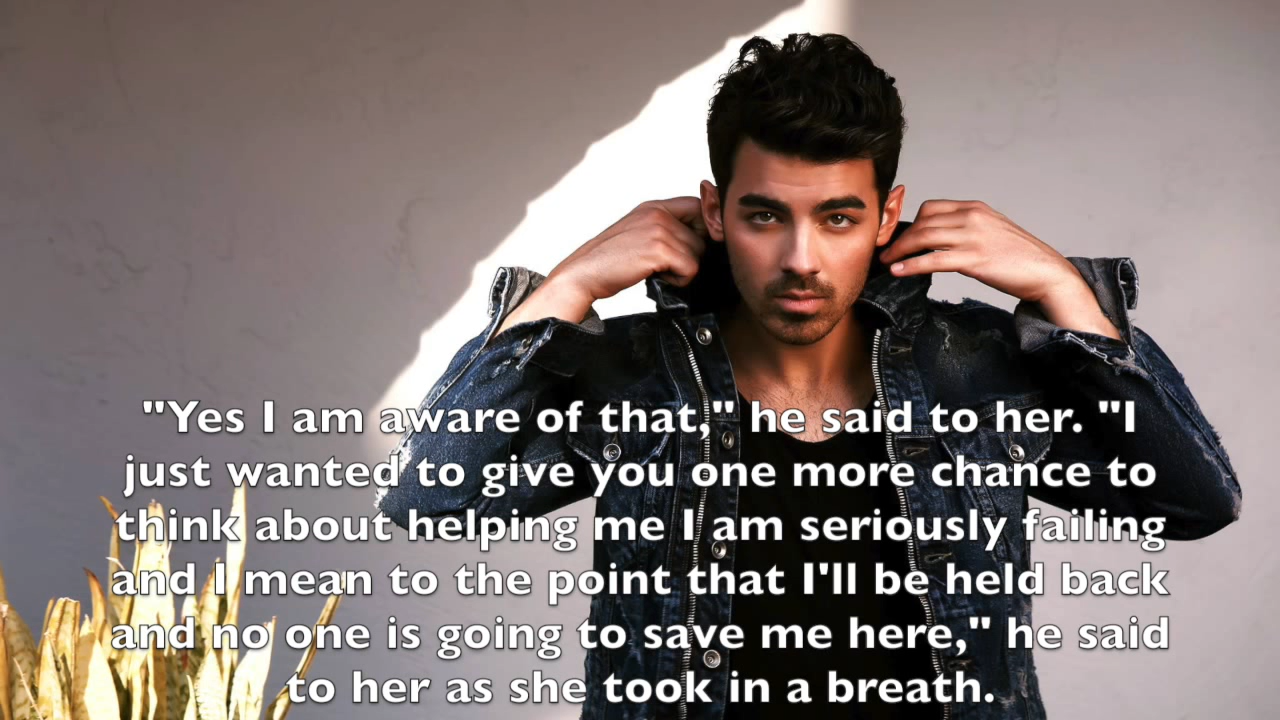 "Yes I am aware of that," he said to her. "I
just wanted to give you one more chance to
think about helping me I am seriously failing
and I mean to the point that I'll be held back
and no one is going to save me here," he said
to her as she took in a breath.